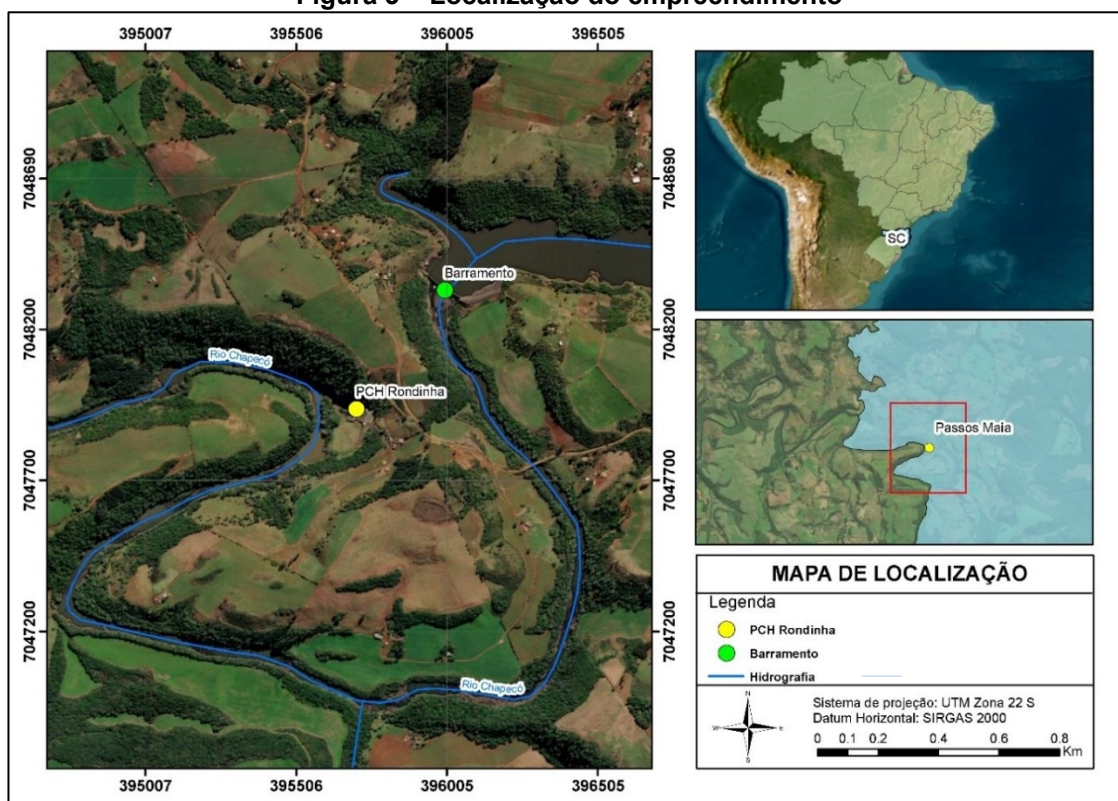 Figura 3 – Localização do empreendimento
395007 395506 396005 396505
7048690 7048690
Barramento
7048200 7048200
Rio Chapecó
PCH Rondinha
7047700 7047700
7047200 7047200
Rio Chapecó
395007 395506 396005 396505
SC
Passos Maia
MAPA DE LOCALIZAÇÃO
Legenda
PCH Rondinha
Barramento
Hidrografia
N
W E
S
Sistema de projeção: UTM Zona 22 S
Datum Horizontal: SIRGAS 2000
0 0.1 0.2 0.4 0.6 0.8
Km